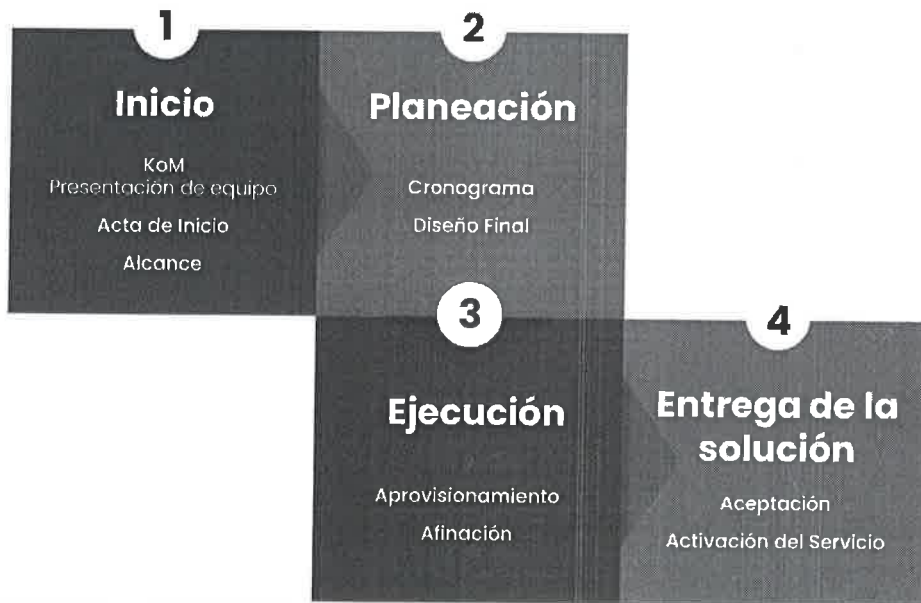 1
Inicio
KoM
Presentación de equipo
Acta de Inicio
Alcance
2
Planeación
Cronograma
Diseño Final
3
Ejecución
Aprovisionamiento
Afinación
4
Entrega de la
solución
Aceptación
Activación del Servicio